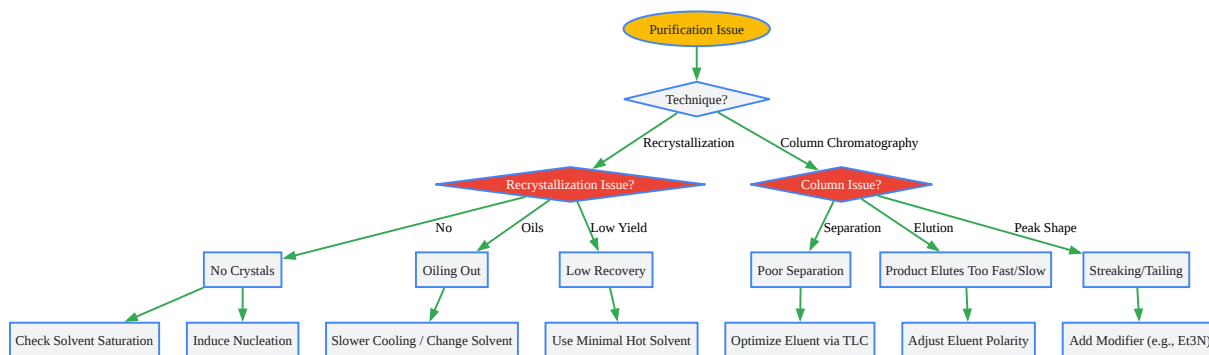 Purification Issue
Technique?
Recrystallization
Column Chromatography
Recrystallization Issue?
Column Issue?
No
Oils
Low Yield
Separation
Elution
Peak Shape
No Crystals
Oiling Out
Low Recovery
Poor Separation
Product Elutes Too Fast/Slow
Streaking/Tailing
Check Solvent Saturation
Induce Nucleation
Slower Cooling / Change Solvent
Use Minimal Hot Solvent
Optimize Eluent via TLC
Adjust Eluent Polarity
Add Modifier (e.g., Et3N)